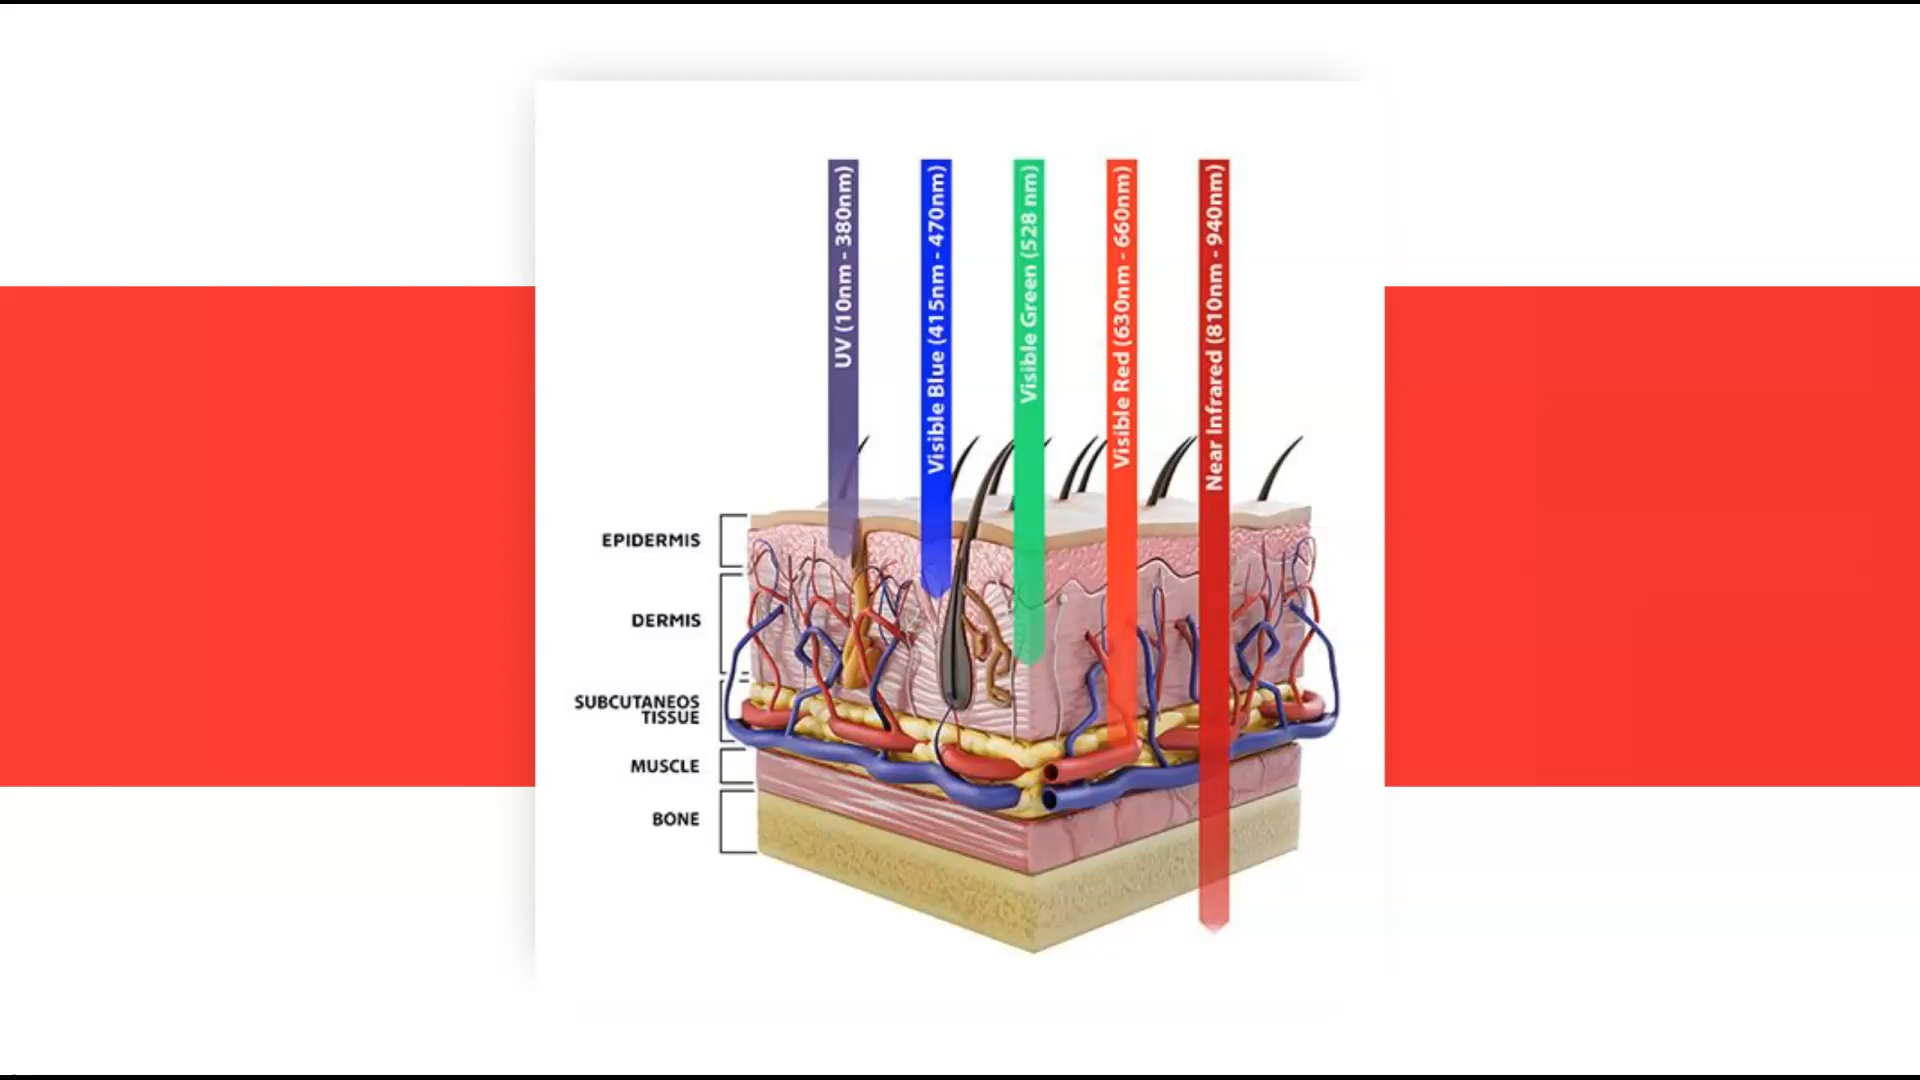 UV (10nm - 380nm)
Visible Blue (415nm - 470nm)
Visible Green (528 nm)
Visible Red (630nm - 660nm)
Near Infrared (810nm - 940nm)
EPIDERMIS
DERMIS
SUBCUTANEOS
TISSUE
MUSCLE
BONE